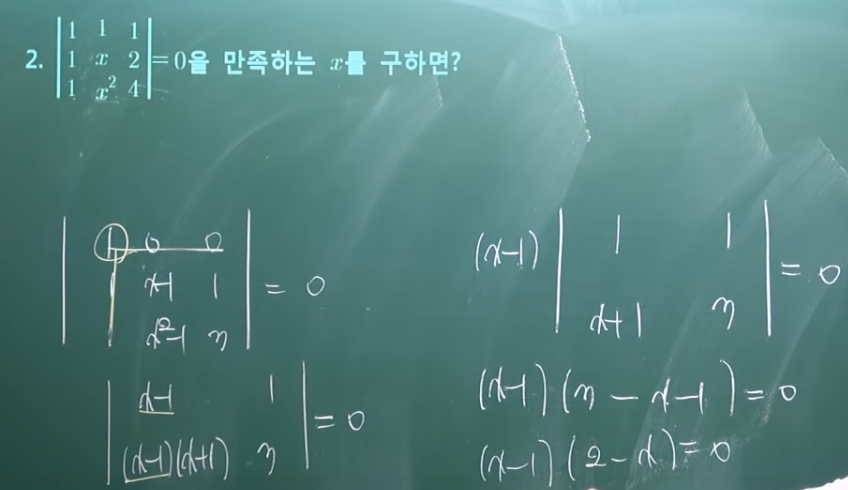 2. | 1 1 1 |
| 1 x 2 | = 0을 만족하는 x를 구하면?
| 1 x² 4 |
| 1 0 0 |
| 1 x-1 1 | = 0
| x²-1 3 |
| x-1 1 |
| (x-1)(x+1) 3 | = 0
(x-1) | 1 1 |
| x+1 3 | = 0
(x-1)(3-x-1)=0
(x-1)(2-x)=0